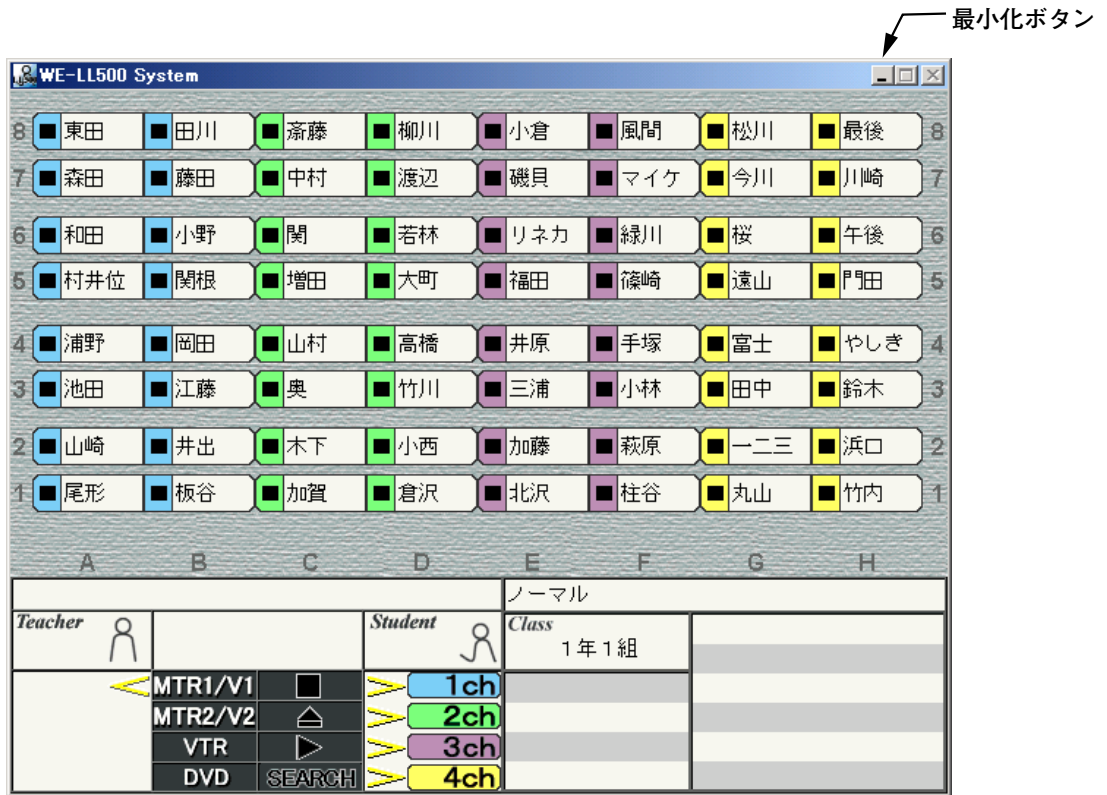 最小化ボタン
WE-LL500 System
8 東田 田川 斎藤 柳川 小倉 風間 松川 最後 8
7 森田 藤田 中村 渡辺 磯貝 マイケ 今川 川崎 7
6 和田 小野 関 若林 リネカ 緑川 桜 午後 6
5 村井位 関根 増田 大町 福田 篠崎 遠山 門田 5
4 浦野 岡田 山村 高橋 井原 手塚 富士 やしき 4
3 池田 江藤 奥 竹川 三浦 小林 田中 鈴木 3
2 山崎 井出 木下 小西 加藤 萩原 一二三 浜口 2
1 尾形 板谷 加賀 倉沢 北沢 柱谷 丸山 竹内 1
A B C D E F G H
ノーマル
Teacher Student Class
1年1組
MTR1/V1 1ch
MTR2/V2 2ch
VTR 3ch
DVD SEARCH 4ch